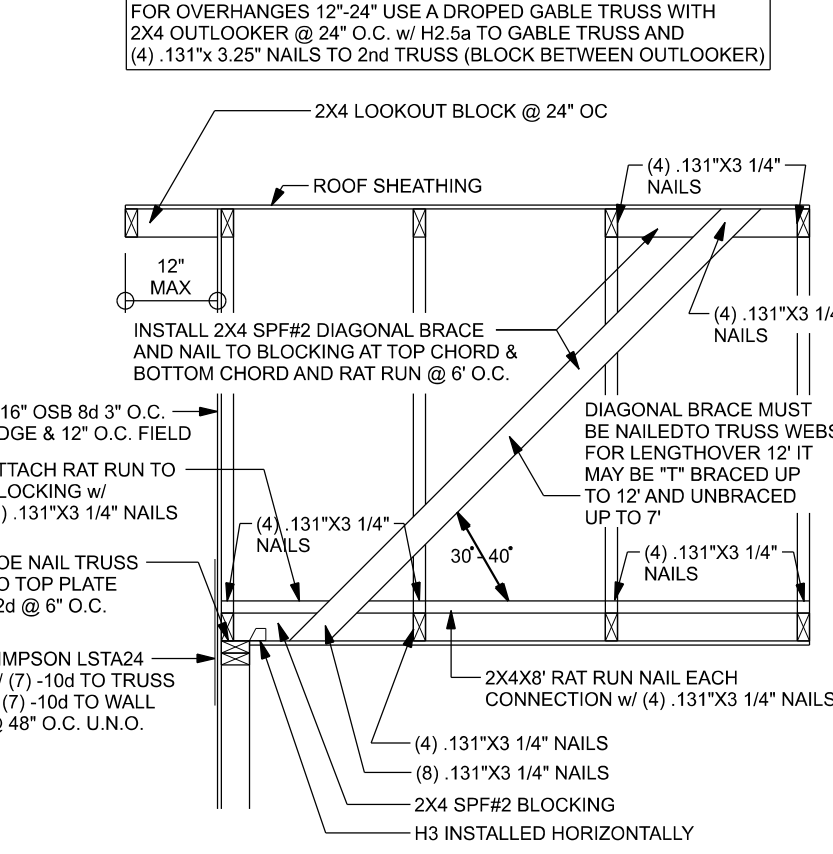 FOR OVERHANGES 12"-24" USE A DROPED GABLE TRUSS WITH
2X4 OUTLOOKER @ 24" O.C. w/ H2.5a TO GABLE TRUSS AND
(4) .131"x 3.25" NAILS TO 2nd TRUSS (BLOCK BETWEEN OUTLOOKER)
2X4 LOOKOUT BLOCK @ 24" OC
(4) .131"X3 1/4"
NAILS
ROOF SHEATHING
12"
MAX
(4) .131"X3 1/4
NAILS
INSTALL 2X4 SPF#2 DIAGONAL BRACE
AND NAIL TO BLOCKING AT TOP CHORD &
BOTTOM CHORD AND RAT RUN @ 6' O.C.
16" OSB 8d 3" O.C.
DGE & 12" O.C. FIELD
DIAGONAL BRACE MUST
BE NAILEDTO TRUSS WEBS
FOR LENGTHOVER 12' IT
MAY BE "T" BRACED UP
TO 12' AND UNBRACED
UP TO 7'
TTACH RAT RUN TO
LOCKING w/
) .131"X3 1/4" NAILS
(4) .131"X3 1/4"
NAILS
30°- 40°
(4) .131"X3 1/4"
NAILS
OE NAIL TRUSS
O TOP PLATE
2d @ 6" O.C.
IMPSON LSTA24
/ (7) -10d TO TRUSS
(7) -10d TO WALL
@ 48" O.C. U.N.O.
2X4X8' RAT RUN NAIL EACH
CONNECTION w/ (4) .131"X3 1/4" NAILS
(4) .131"X3 1/4" NAILS
(8) .131"X3 1/4" NAILS
2X4 SPF#2 BLOCKING
H3 INSTALLED HORIZONTALLY